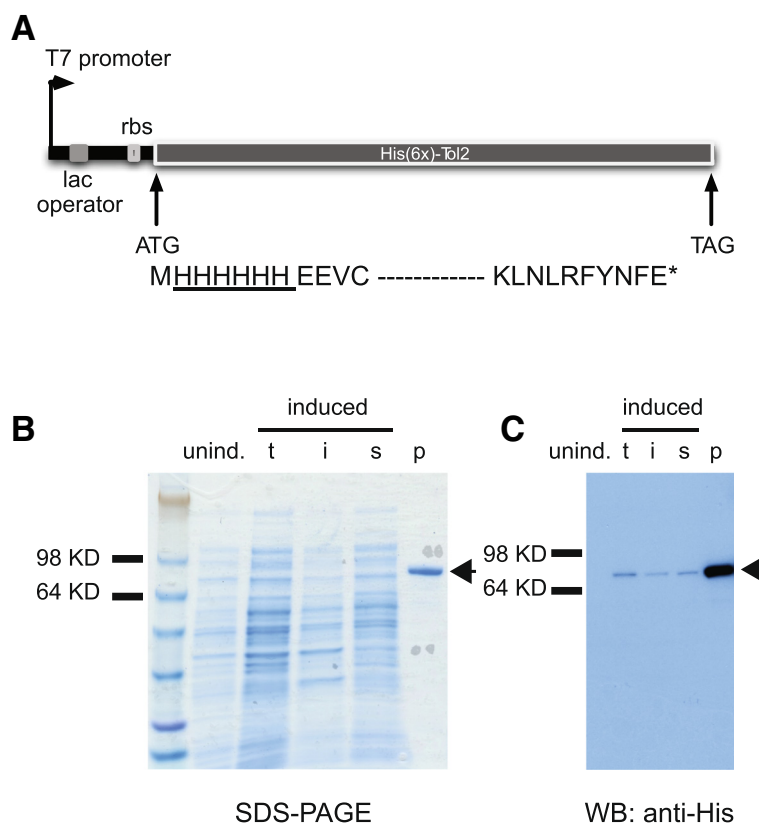 A
T7 promoter
rbs
His(6x)-Tol2
lac
operator
ATG
TAG
MHHHHHHEEVC ------------ KLNLRFYNFE*
B
induced
unind. t i s p
98 KD
64 KD
SDS-PAGE
C
induced
unind. t i s p
98 KD
64 KD
WB: anti-His